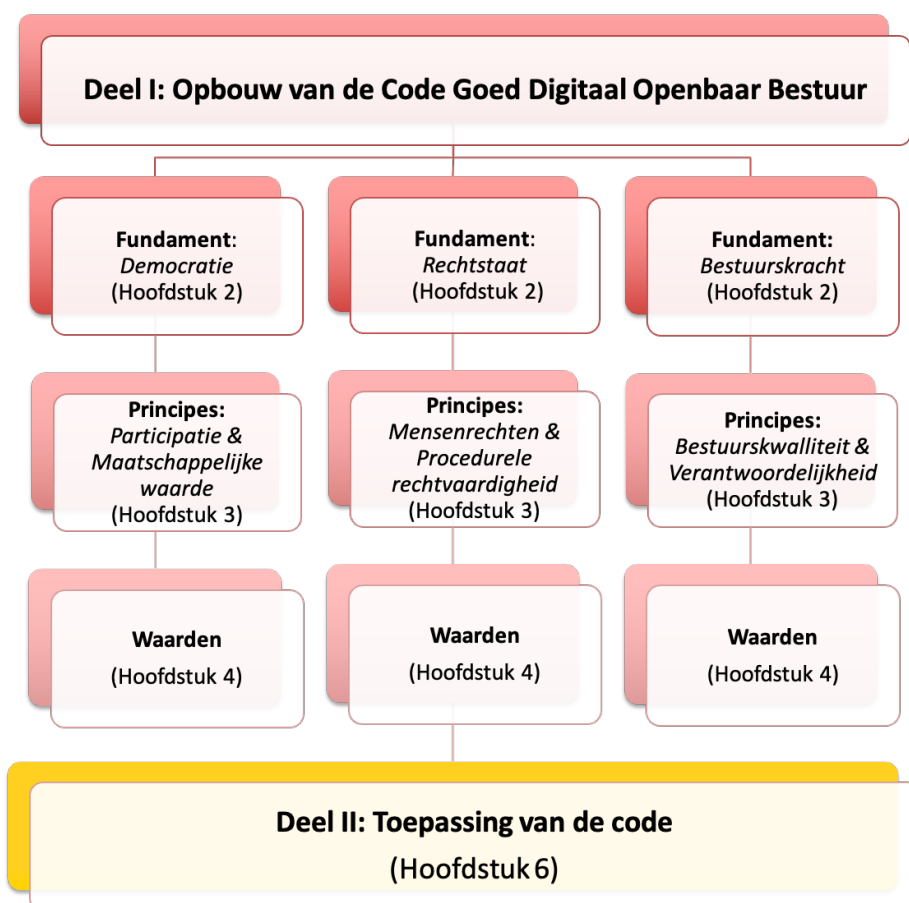 Deel I: Opbouw van de Code Goed Digitaal Openbaar Bestuur
Fundament:
Democratie
(Hoofdstuk 2)
Fundament:
Rechtstaat
(Hoofdstuk 2)
Fundament:
Bestuurskracht
(Hoofdstuk 2)
Principes:
Participatie &
Maatschappelijke
waarde
(Hoofdstuk 3)
Principes:
Mensenrechten &
Procedurele
rechtvaardigheid
(Hoofdstuk 3)
Principes:
Bestuurskwalliteit &
Verantwoordelijkheid
(Hoofdstuk 3)
Waarden
(Hoofdstuk 4)
Waarden
(Hoofdstuk 4)
Waarden
(Hoofdstuk 4)
Deel II: Toepassing van de code
(Hoofdstuk 6)